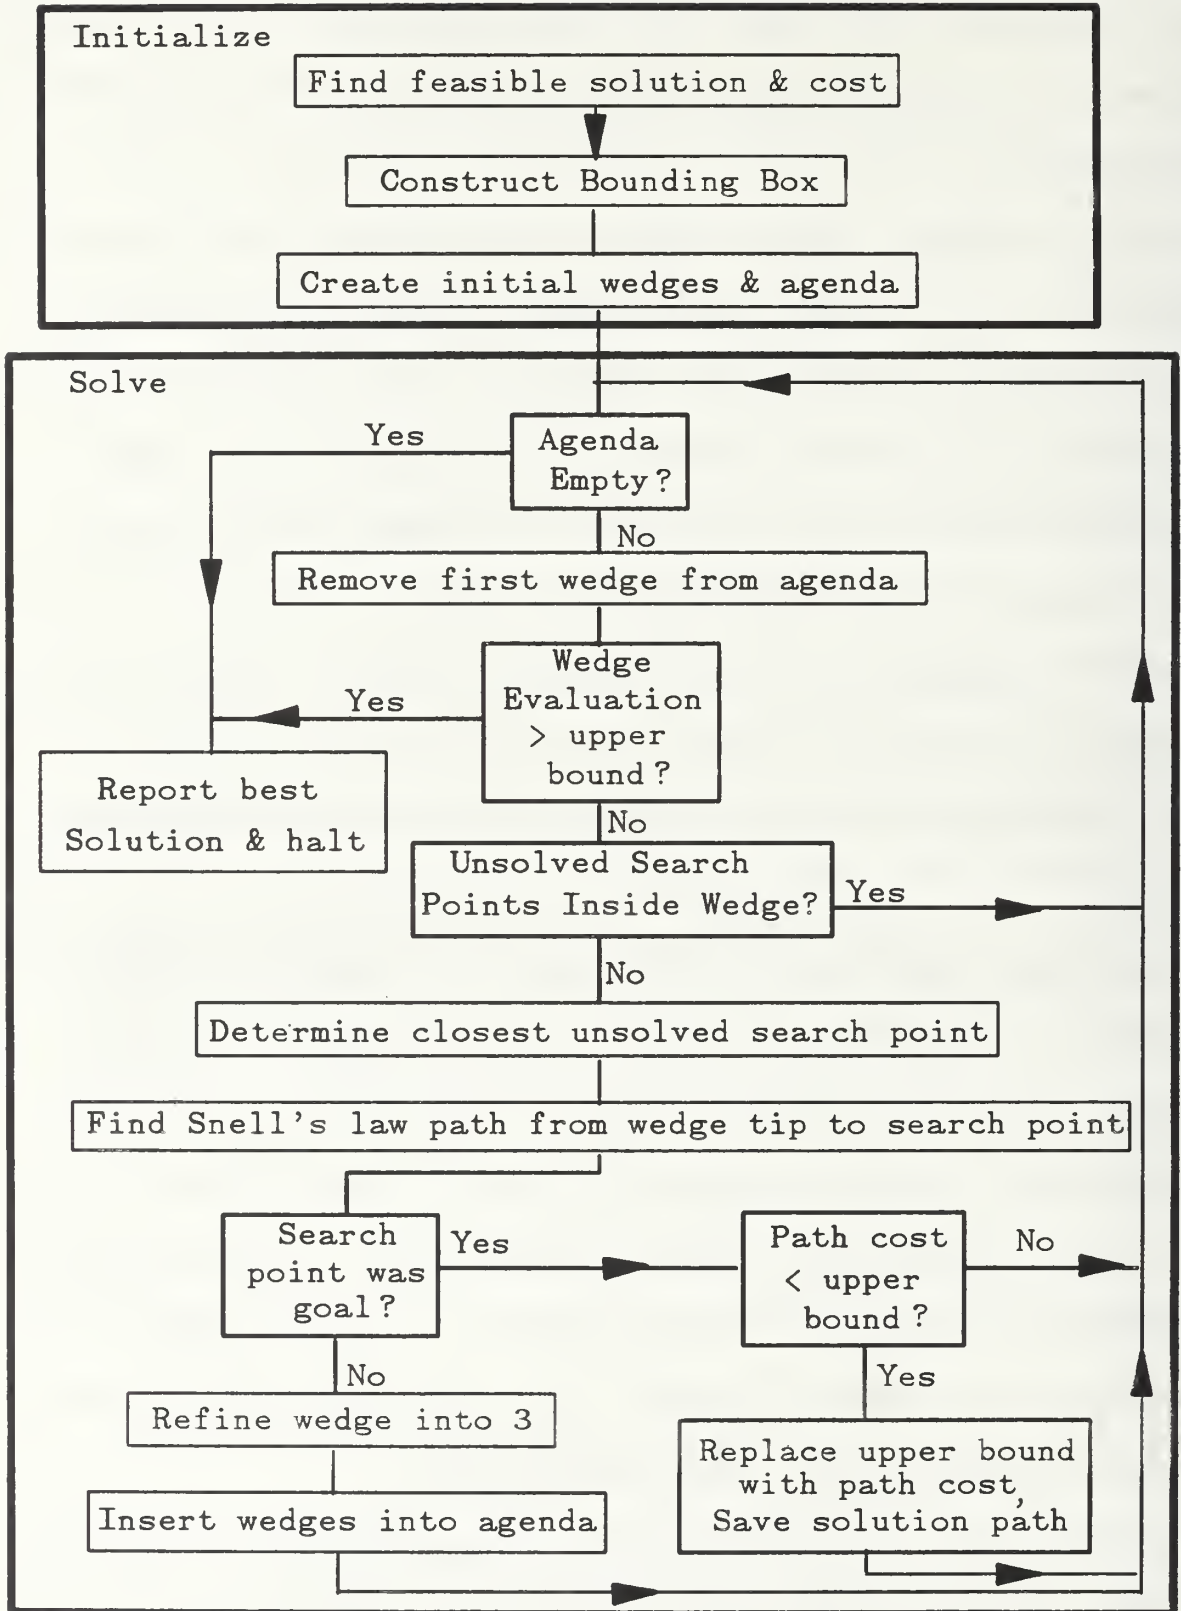 Initialize
Find feasible solution & cost
Construct Bounding Box
Create initial wedges & agenda
Solve
Yes
Agenda
Empty?
No
Remove first wedge from agenda
Wedge
Evaluation
> upper
bound?
Yes
Report best
Solution & halt
No
Unsolved Search
Points Inside Wedge?
Yes
No
Determine closest unsolved search point
Find Snell's law path from wedge tip to search point
Search
point was
goal?
Yes
Path cost
< upper
bound?
No
No
Yes
Refine wedge into 3
Replace upper bound
with path cost,
Save solution path
Insert wedges into agenda